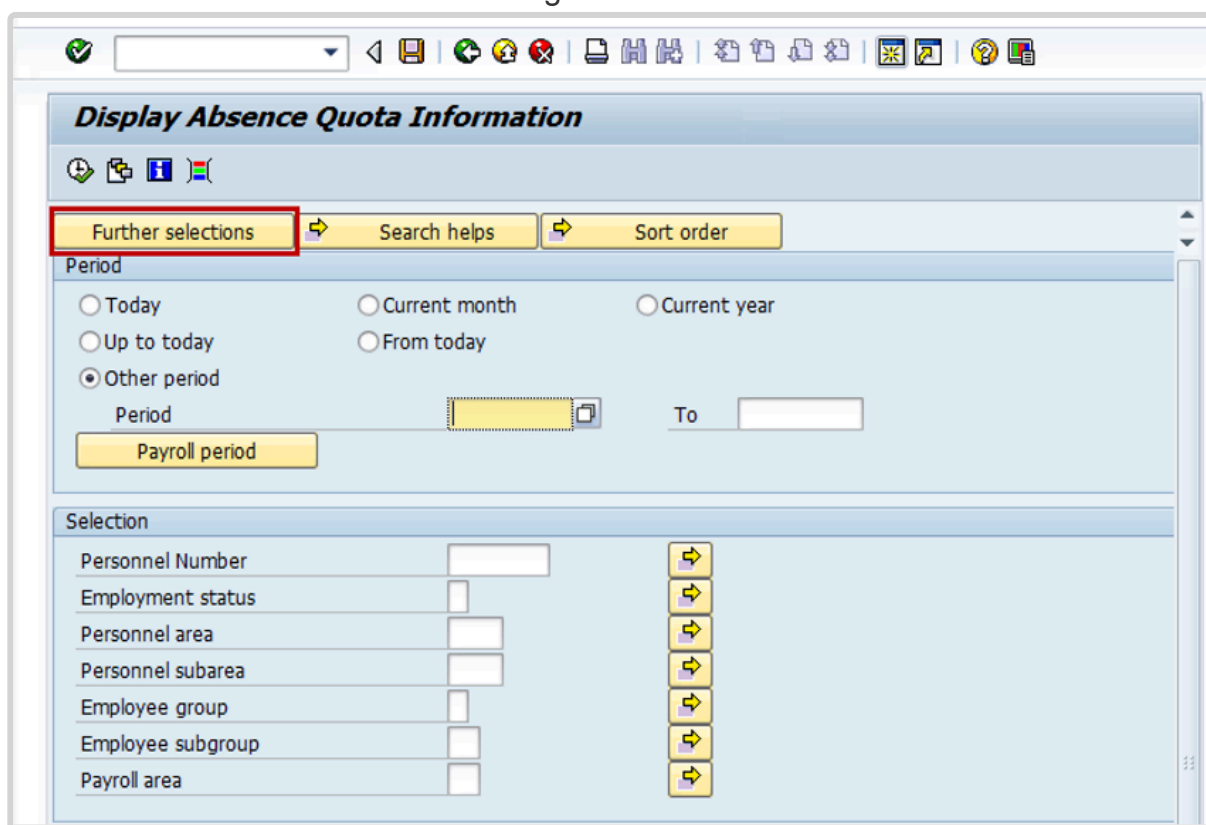 Display Absence Quota Information
Further selections Search helps Sort order
Period
Today Current month Current year
Up to today From today
Other period
Period To
Payroll period
Selection
Personnel Number
Employment status
Personnel area
Personnel subarea
Employee group
Employee subgroup
Payroll area